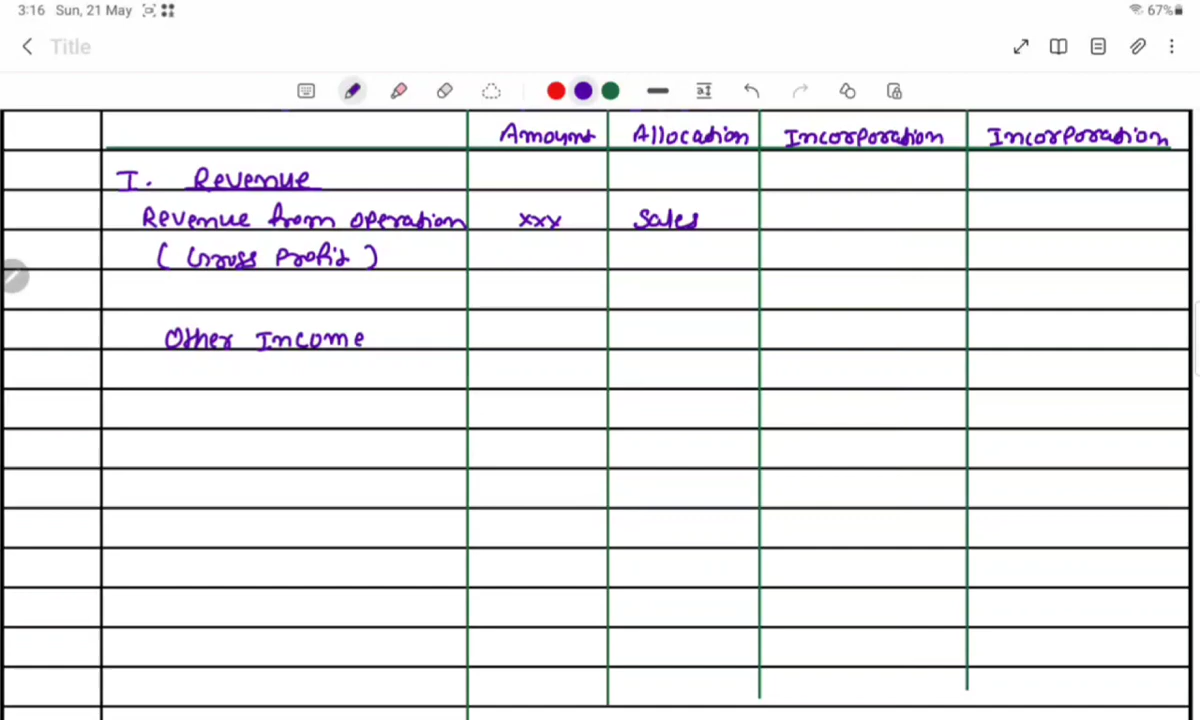 3:16 Sun, 21 May
67%
Title
Amount Allocation Incorporation Incorporation
I. Revenue
Revenue from operation xxx Sales
( Gross Profit )
Other Income